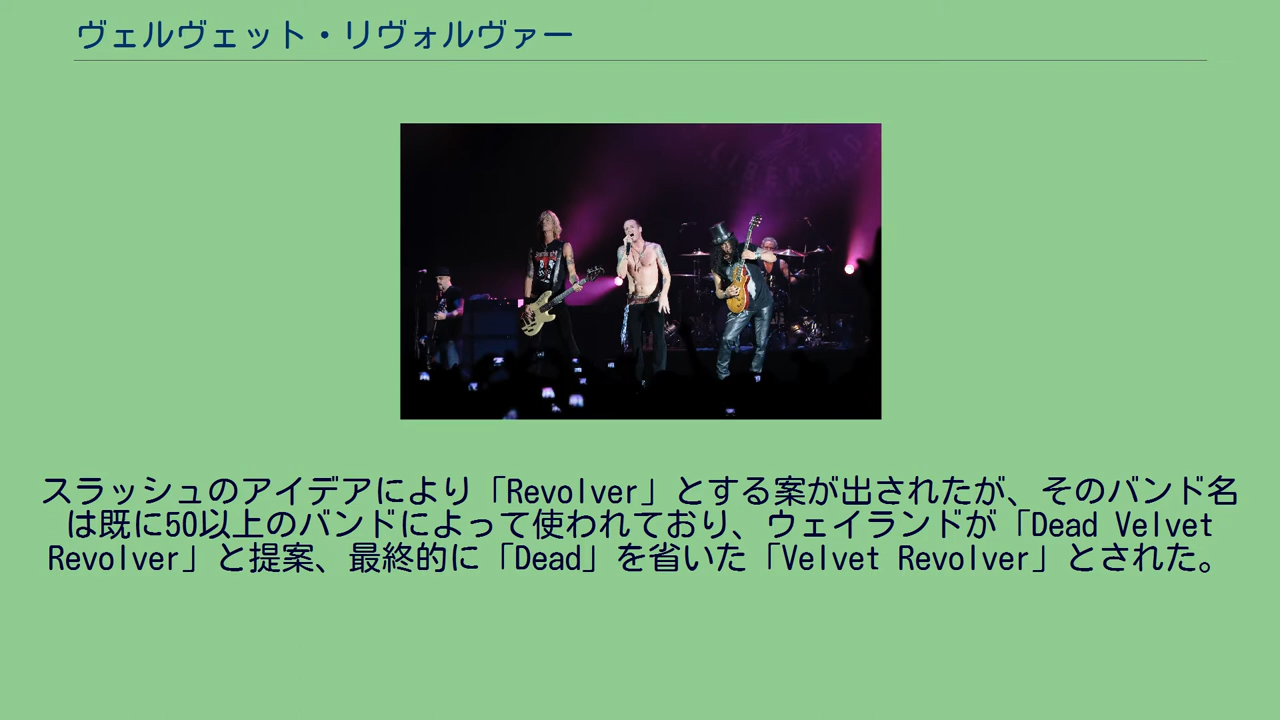 ヴェルヴェット・リヴォルヴァー
LIBERTAD
スラッシュのアイデアにより「Revolver」とする案が出されたが、そのバンド名
は既に50以上のバンドによって使われており、ウェイランドが「Dead Velvet
Revolver」と提案、最終的に「Dead」を省いた「Velvet Revolver」とされた。